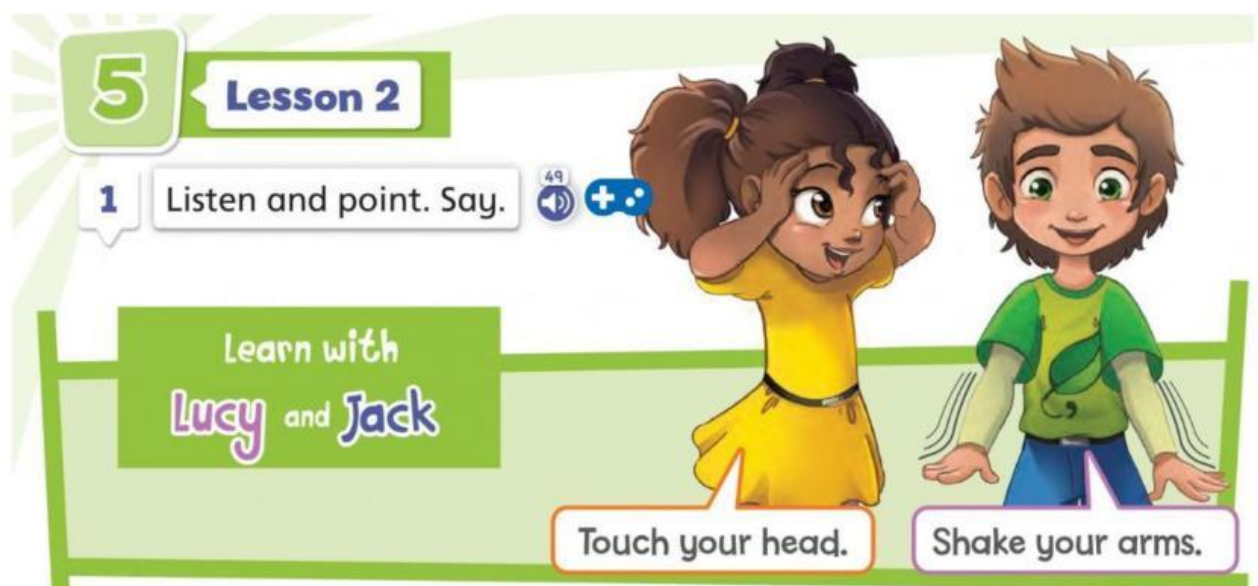 5
Lesson 2
1
Listen and point. Say.
49
Learn with
Lucy and Jack
Touch your head.
Shake your arms.